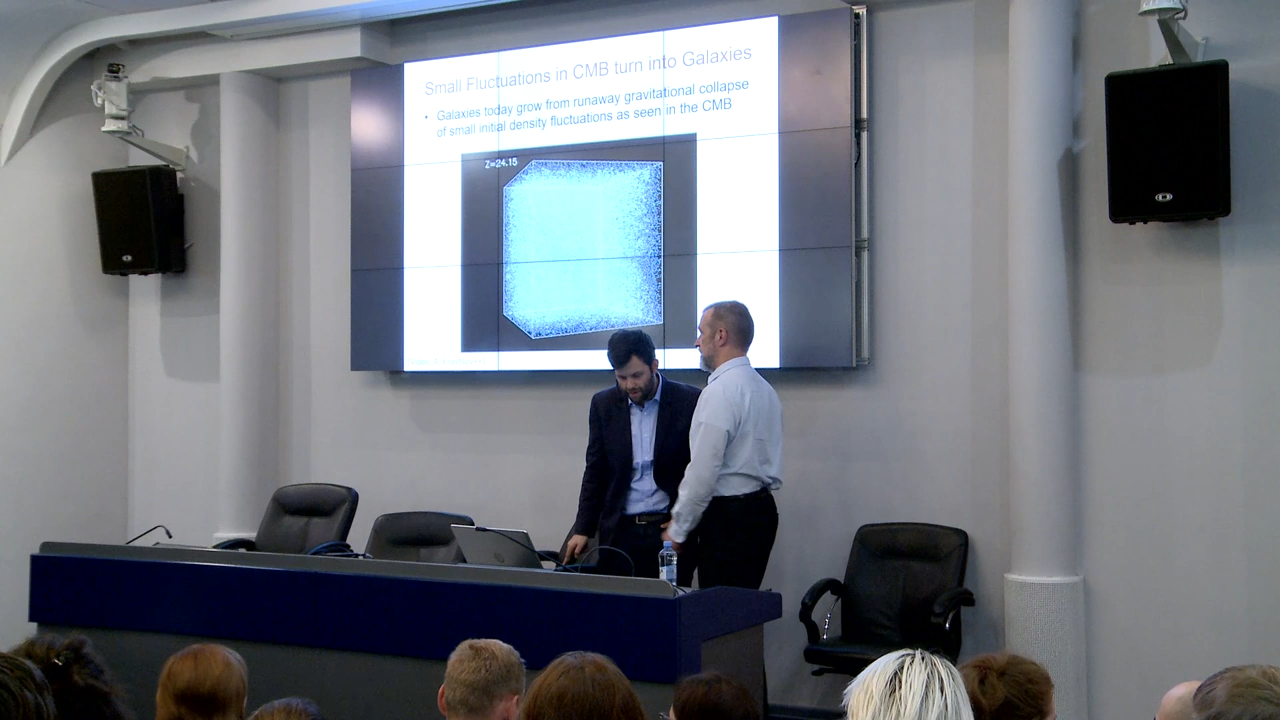 Small Fluctuations in CMB turn into Galaxies
• Galaxies today grow from runaway gravitational collapse
of small initial density fluctuations as seen in the CMB
Z=24.15